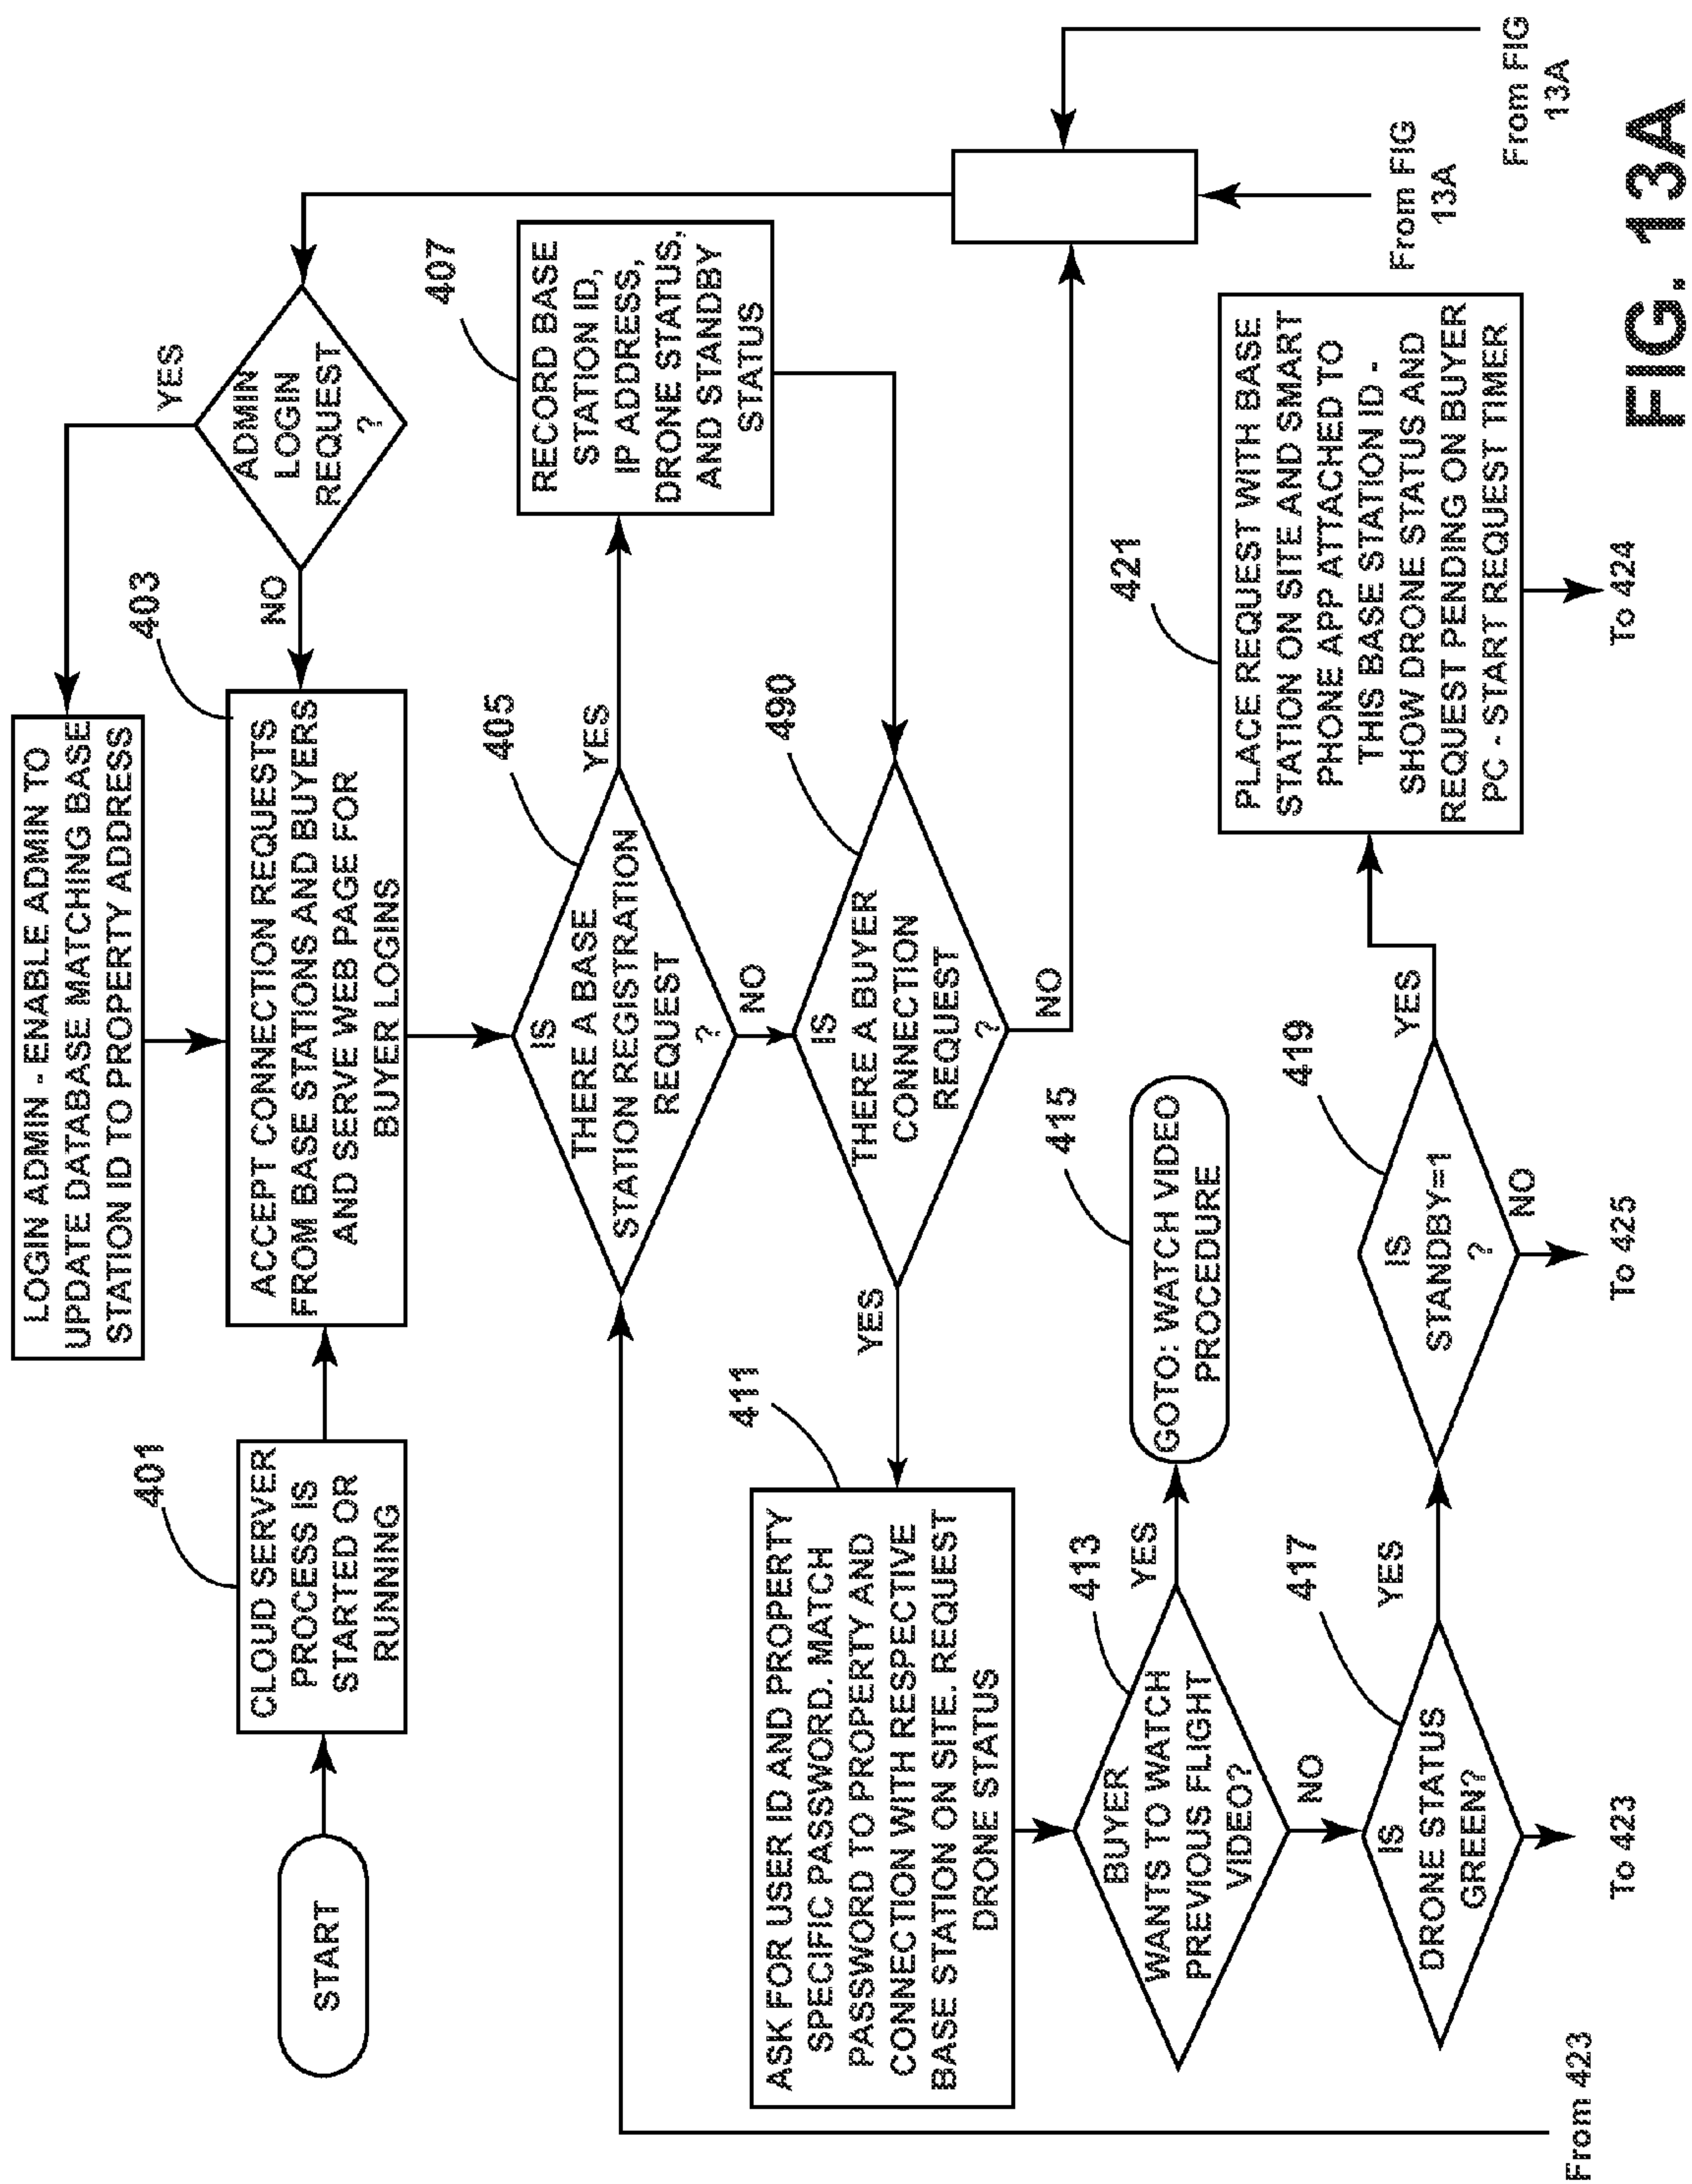 LOGIN ADMIN - ENABLE ADMIN TO
UPDATE DATABASE MATCHING BASE
STATION ID TO PROPERTY ADDRESS
YES
ADMIN
LOGIN
REQUEST
?
NO
403
401
START
CLOUD SERVER
PROCESS IS
STARTED OR
RUNNING
ACCEPT CONNECTION REQUESTS
FROM BASE STATIONS AND BUYERS
AND SERVE WEB PAGE FOR
BUYER LOGINS
407
RECORD BASE
STATION ID,
IP ADDRESS,
DRONE STATUS,
AND STANDBY
STATUS
405
YES
IS
THERE A BASE
STATION REGISTRATION
REQUEST
?
NO
490
IS
THERE A BUYER
CONNECTION
REQUEST
?
YES
NO
411
ASK FOR USER ID AND PROPERTY
SPECIFIC PASSWORD. MATCH
PASSWORD TO PROPERTY AND
CONNECTION WITH RESPECTIVE
BASE STATION ON SITE. REQUEST
DRONE STATUS
413
BUYER
WANTS TO WATCH
PREVIOUS FLIGHT
VIDEO?
YES
415
GOTO: WATCH VIDEO
PROCEDURE
NO
417
IS
DRONE STATUS
GREEN?
YES
419
IS
STANDBY=1
?
YES
NO
421
PLACE REQUEST WITH BASE
STATION ON SITE AND SMART
PHONE APP ATTACHED TO
THIS BASE STATION ID -
SHOW DRONE STATUS AND
REQUEST PENDING ON BUYER
PC - START REQUEST TIMER
From FIG
13A
From FIG
13A
From 423
To 423
To 425
To 424
FIG. 13A